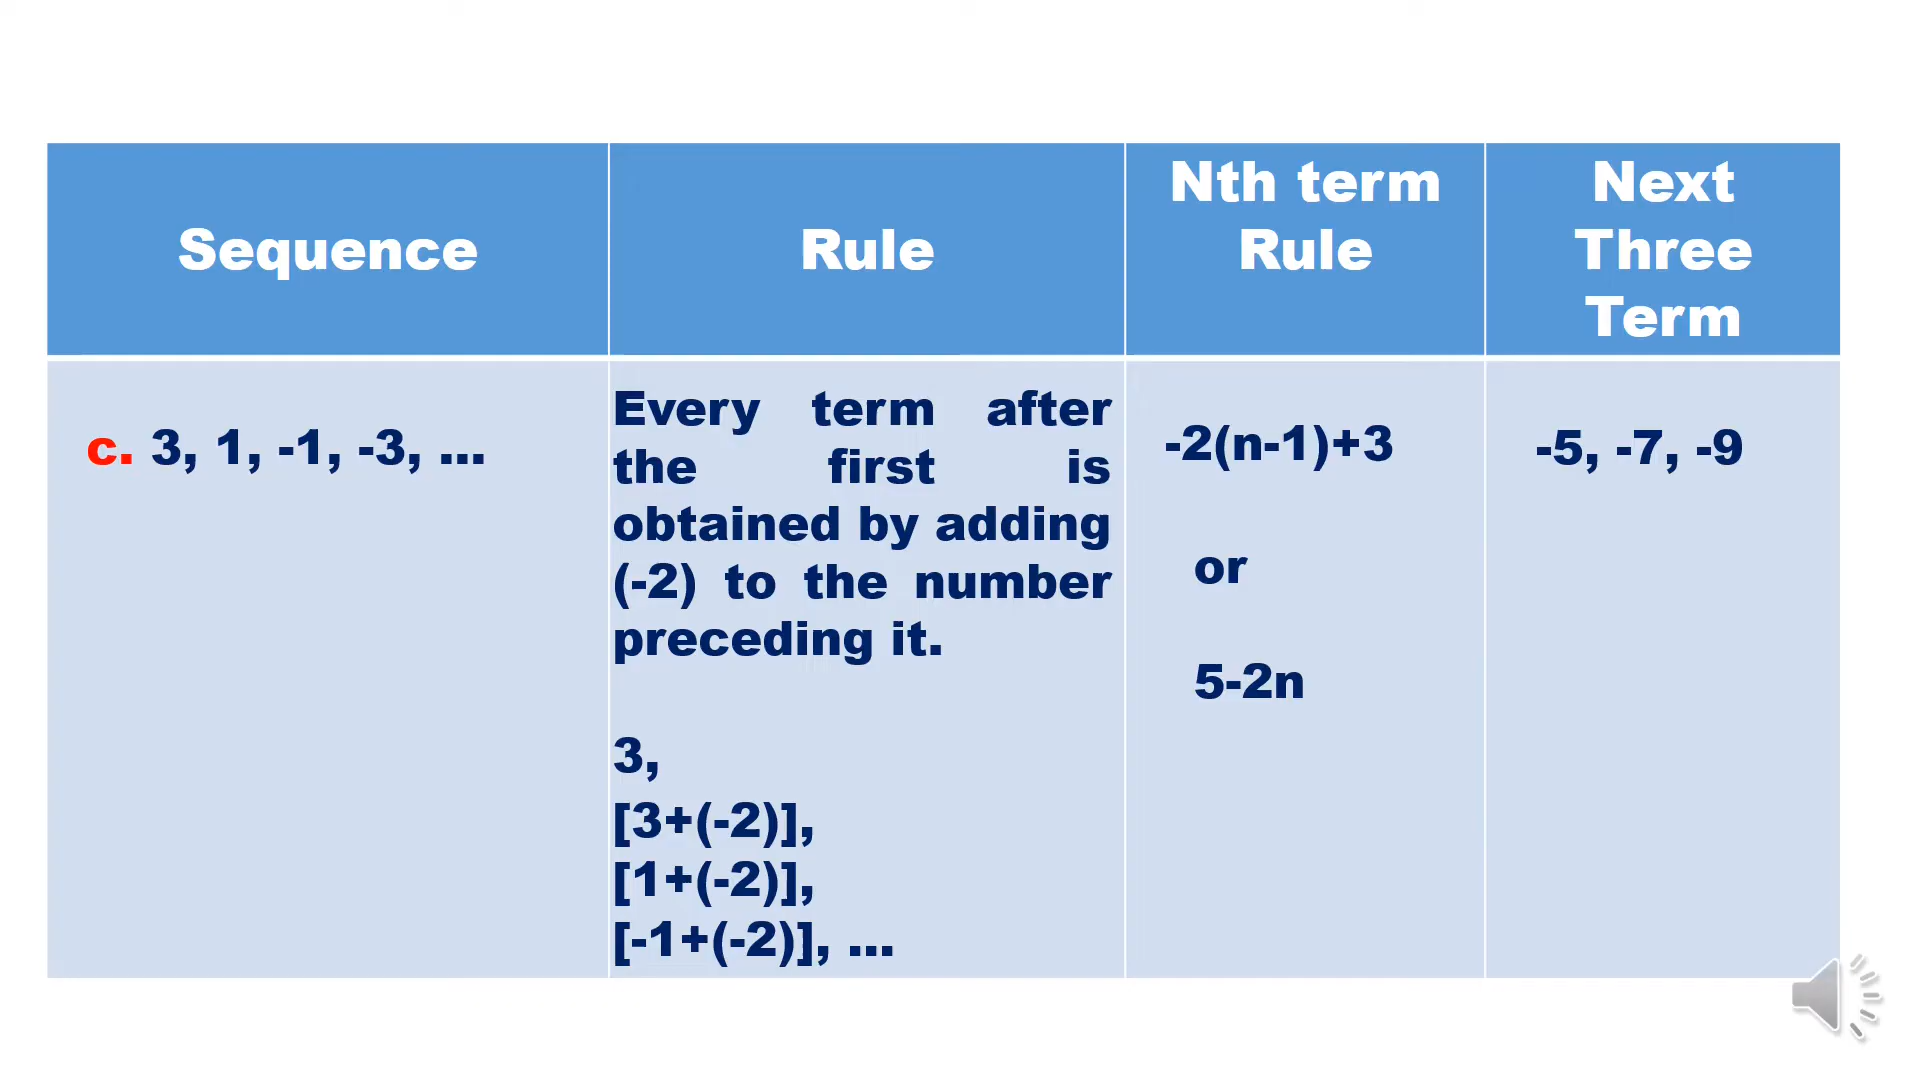 Sequence
Rule
Nth term
Rule
Next
Three
Term
c. 3, 1, -1, -3, ...
Every term after
the first is
obtained by adding
(-2) to the number
preceding it.
3,
[3+(-2)],
[1+(-2)],
[-1+(-2)], ...
-2(n-1)+3
or
5-2n
-5, -7, -9